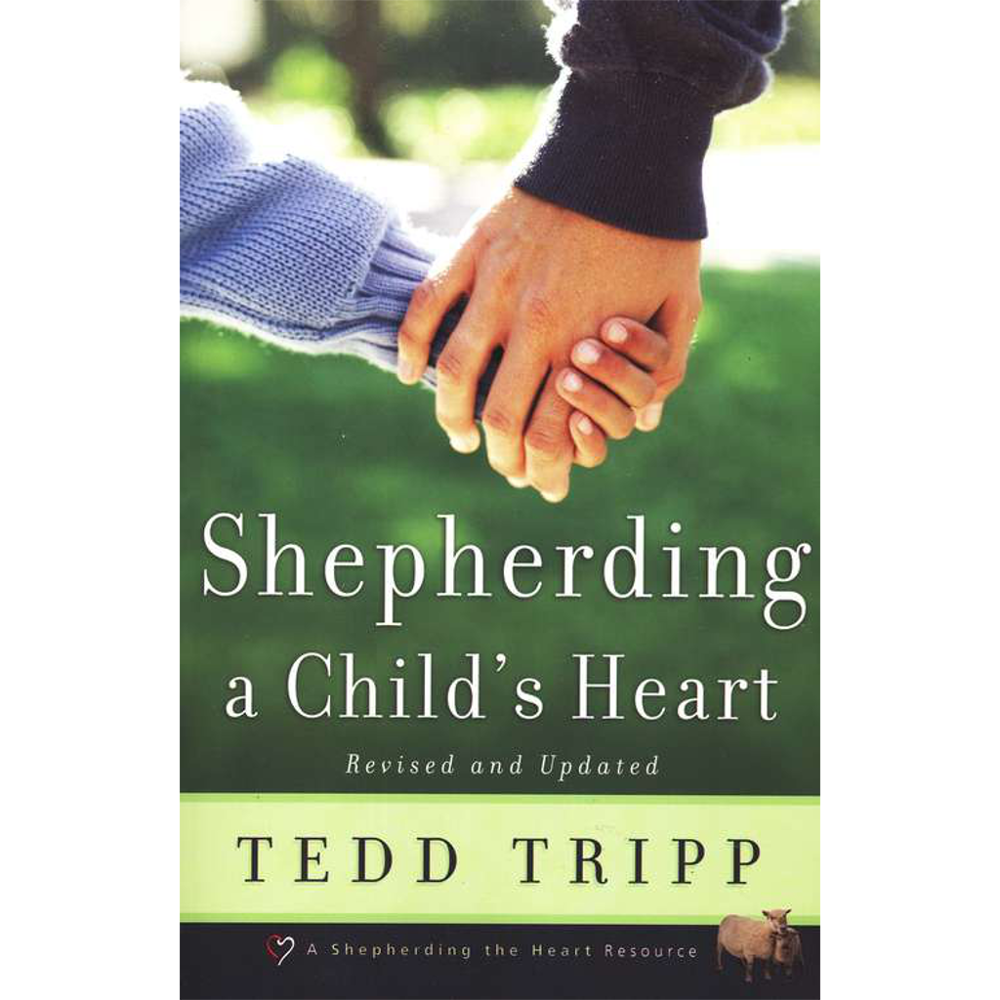 Shepherding
a Child's Heart
Revised and Updated
TEDD TRIPP
A Shepherding the Heart Resource